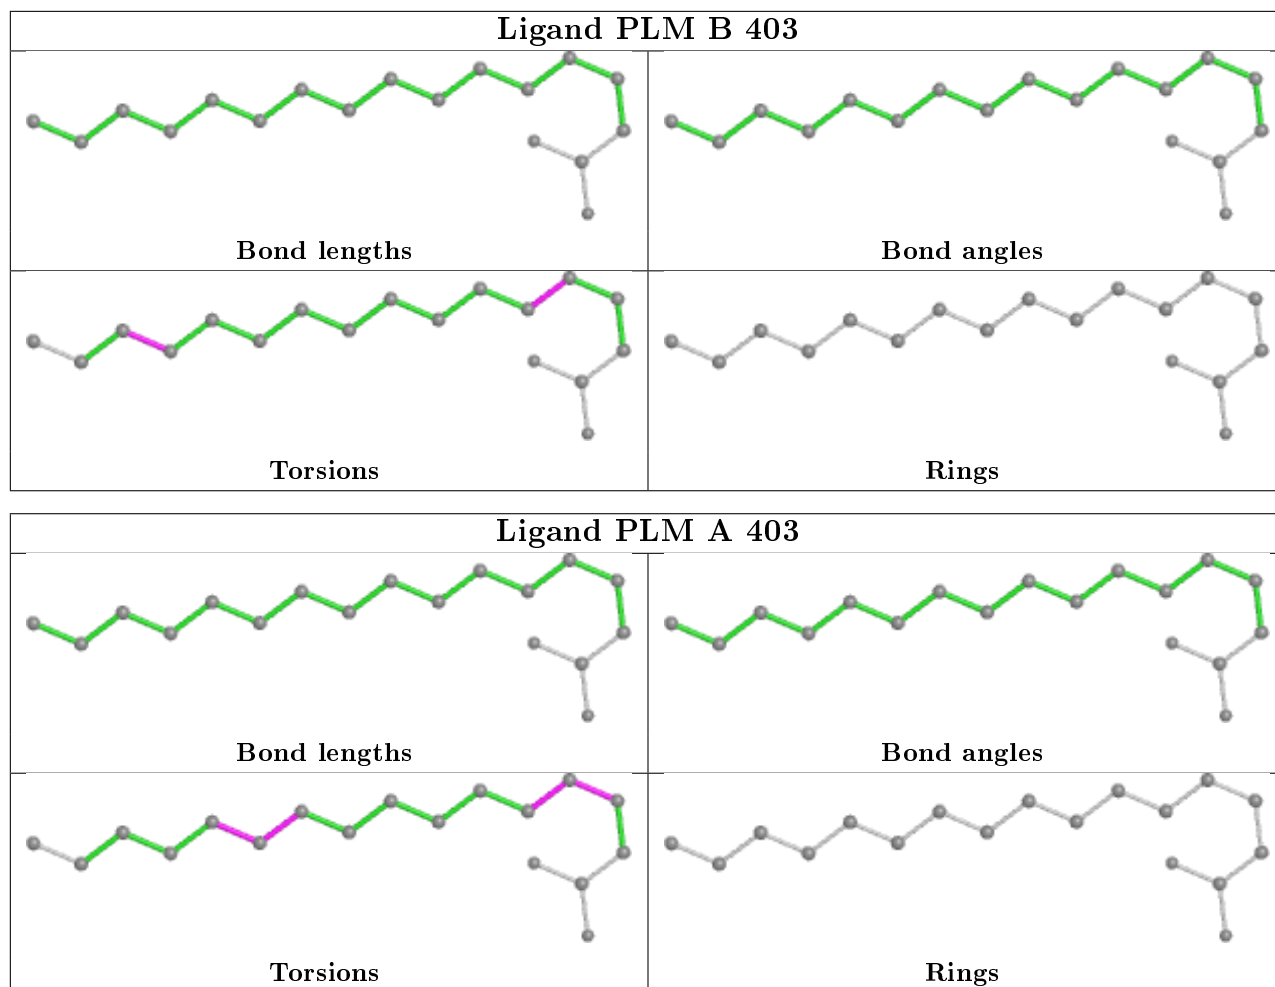 Ligand PLM B 403
Bond lengths
Bond angles
Torsions
Rings
Ligand PLM A 403
Bond lengths
Bond angles
Torsions
Rings